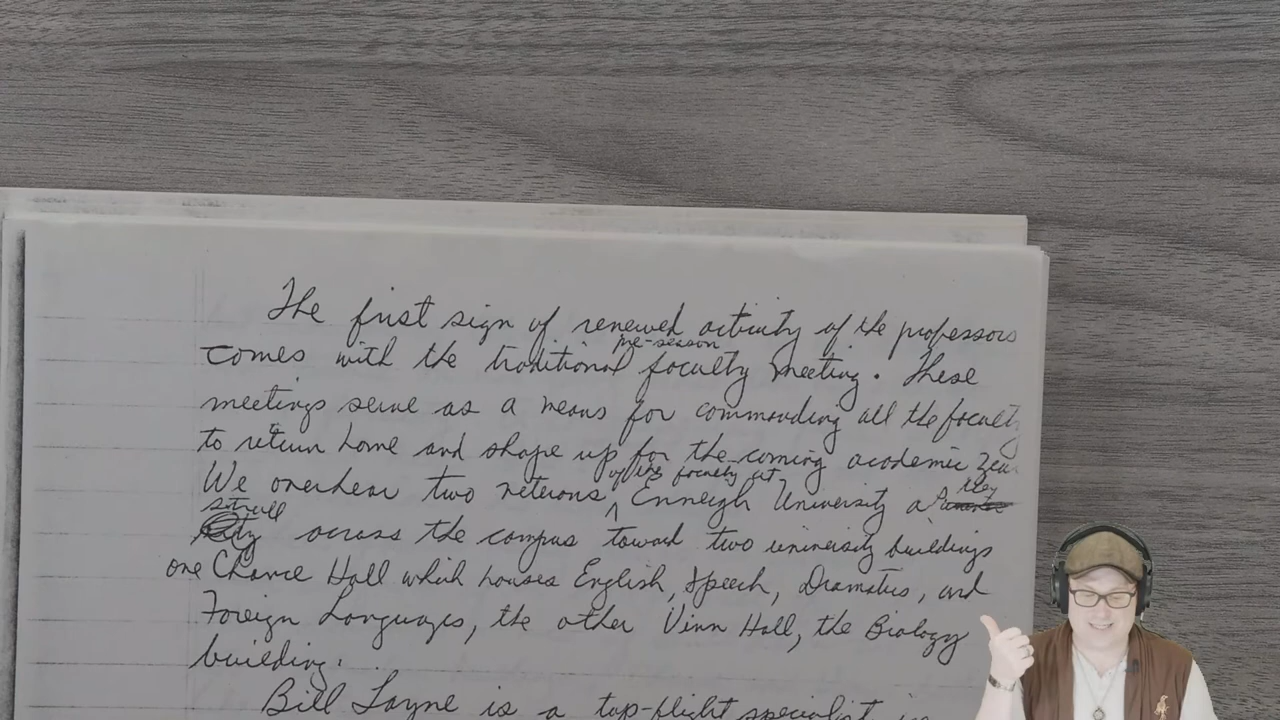 The first sign of renewed activity of the professors
comes with the traditional pre-season faculty meeting. These
meetings serve as a means for commanding all the faculty
to return home and shape up for the coming academic year
We overhear two veterans of the faculty at Enneigh University as they
stroll across the campus toward two university buildings
one Chance Hall which houses English, Speech, Dramatics, and
Foreign Languages, the other Vinn Hall, the Biology
building.
Bill Layne is a top-flight specialist in